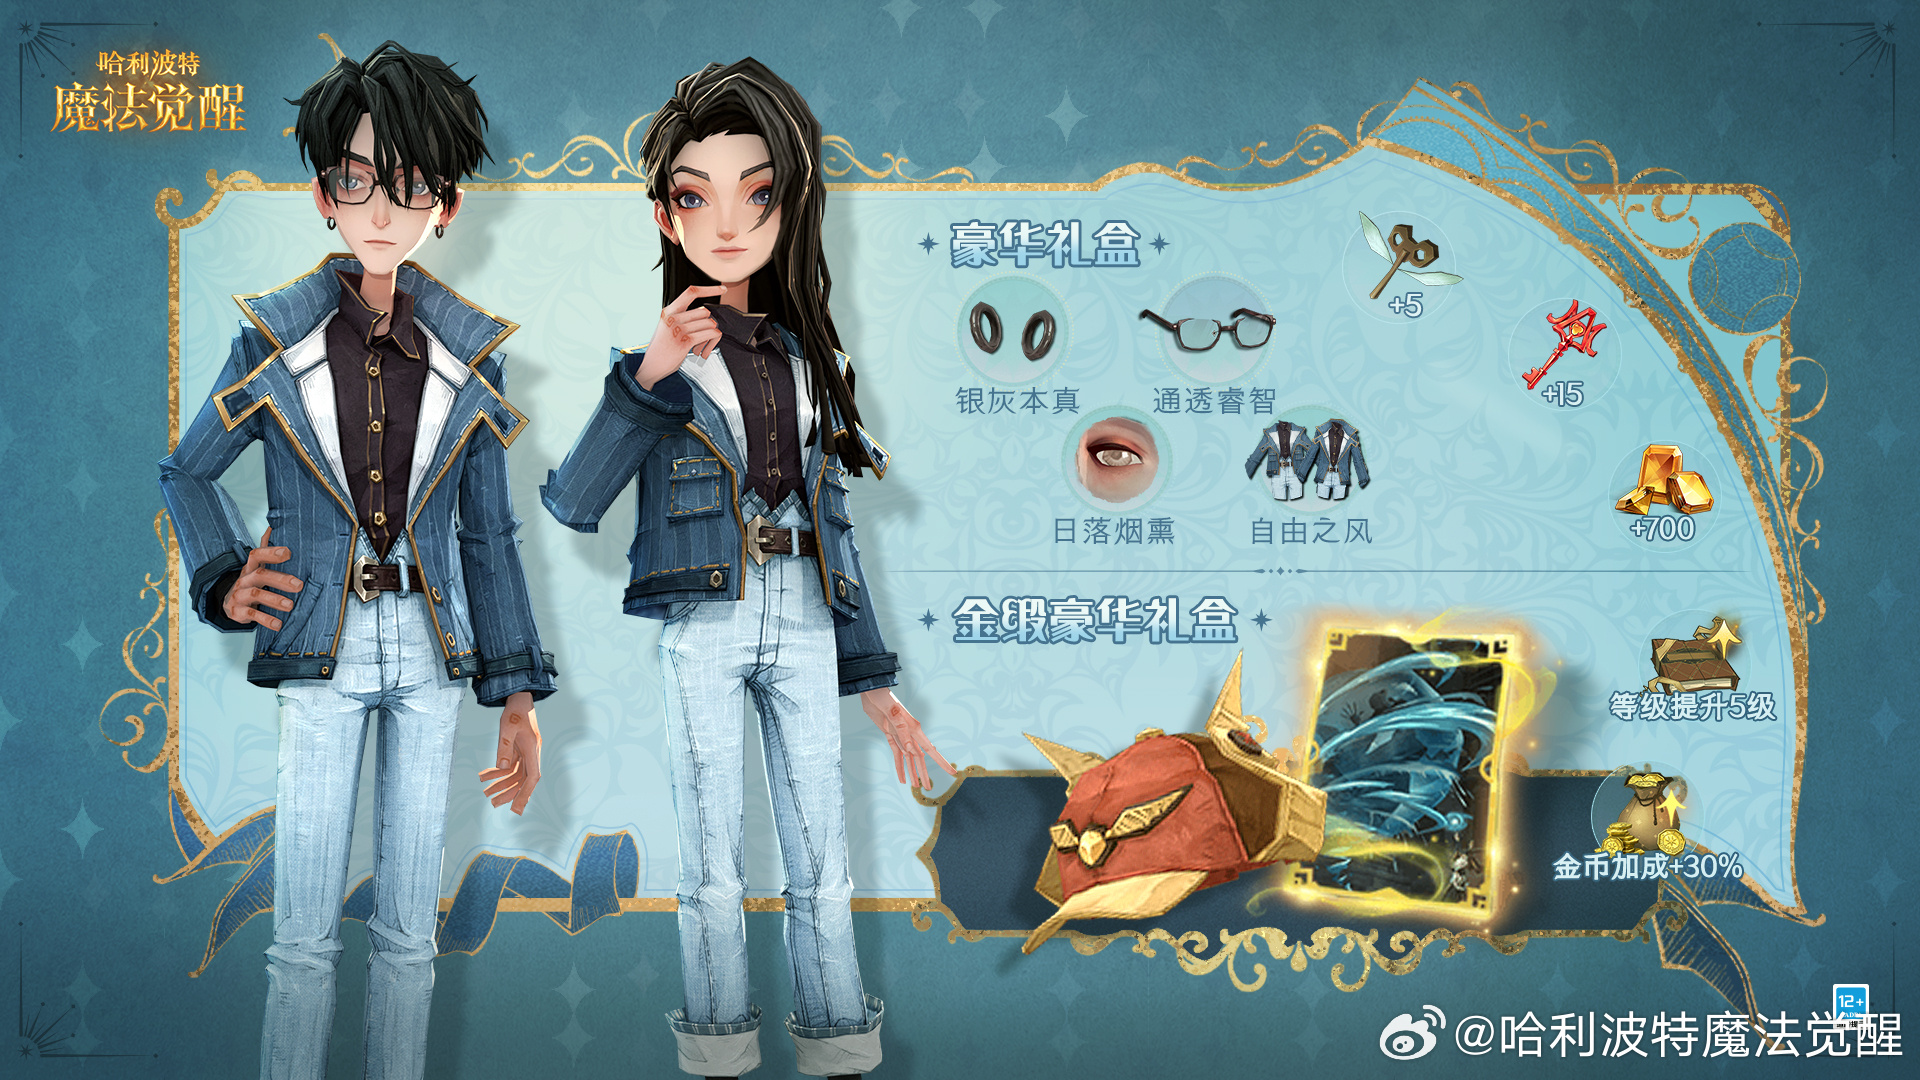 哈利波特
魔法觉醒
豪华礼盒
银灰本真
通透睿智
日落烟熏
自由之风
+5
+15
+700
金缎豪华礼盒
等级提升5级
金币加成+30%
12+
@哈利波特魔法觉醒